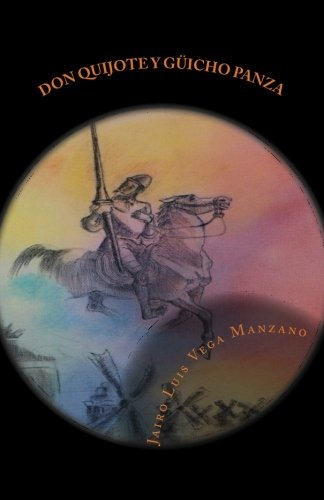 DON QUIJOTE Y GÜICHO PANZA
Jairo Luis Vega Manzano